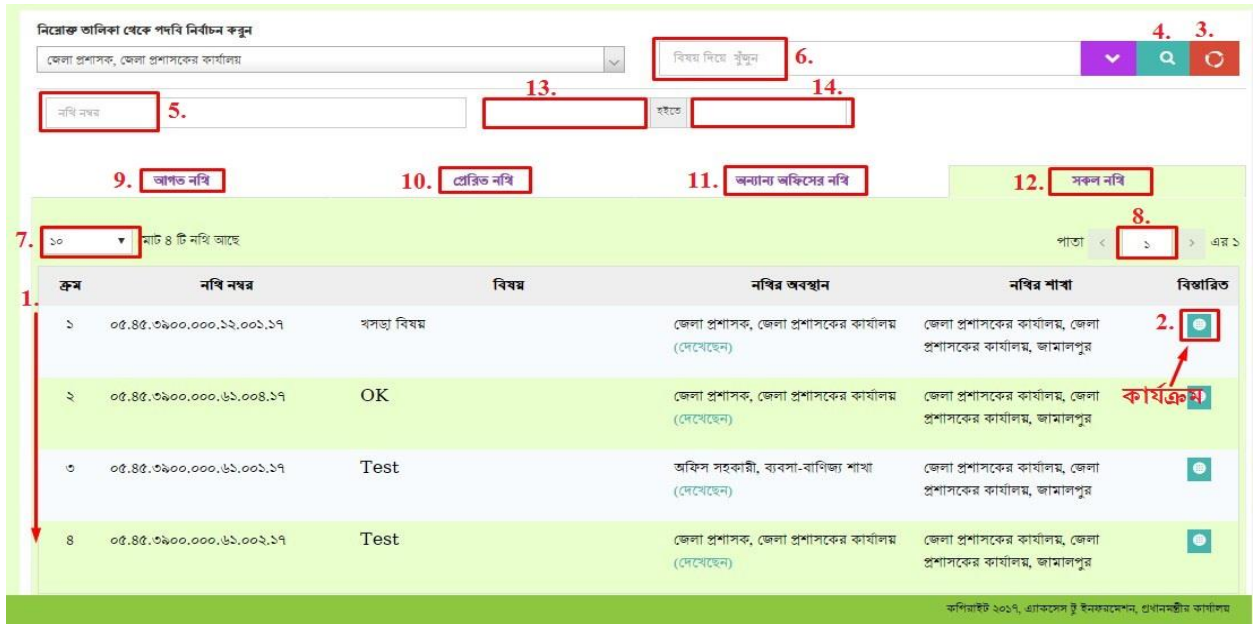 নিম্নোক্ত তালিকা থেকে পদবি নির্বাচন করুন
জেলা প্রশাসক, জেলা প্রশাসকের কার্যালয়
বিষয় দিয়ে খুঁজুন 6. 4. 3.
নথি নম্বর 5. 13. হইতে 14.
9. আগত নথি 10. প্রেরিত নথি 11. অন্যান্য অফিসের নথি 12. সকল নথি
7. ১০ মাট ৪ টি নথি আছে পাতা < 8. ১ > এর ১
1. ক্রম নথি নম্বর বিষয় নথির অবস্থান নথির শাখা বিস্তারিত
১ ০৫.৪৫.৩৯০০.০০০.১২.০০১.১৭ খসড়া বিষয় জেলা প্রশাসক, জেলা প্রশাসকের কার্যালয় জেলা প্রশাসকের কার্যালয়, জেলা 2.
(দেখেছেন) প্রশাসকের কার্যালয়, জামালপুর
কার্যক্রম
২ ০৫.৪৫.৩৯০০.০০০.৬১.০০৪.১৭ OK জেলা প্রশাসক, জেলা প্রশাসকের কার্যালয় জেলা প্রশাসকের কার্যালয়, জেলা
(দেখেছেন) প্রশাসকের কার্যালয়, জামালপুর
৩ ০৫.৪৫.৩৯০০.০০০.৬১.০০১.১৭ Test অফিস সহকারী, ব্যবসা-বাণিজ্য শাখা জেলা প্রশাসকের কার্যালয়, জেলা
(দেখেছেন) প্রশাসকের কার্যালয়, জামালপুর
৪ ০৫.৪৫.৩৯০০.০০০.৬১.০০২.১৭ Test জেলা প্রশাসক, জেলা প্রশাসকের কার্যালয় জেলা প্রশাসকের কার্যালয়, জেলা
(দেখেছেন) প্রশাসকের কার্যালয়, জামালপুর
কপিরাইট ২০১৭, এ্যাকসেস টু ইনফরমেশন, প্রধানমন্ত্রীর কার্যালয়